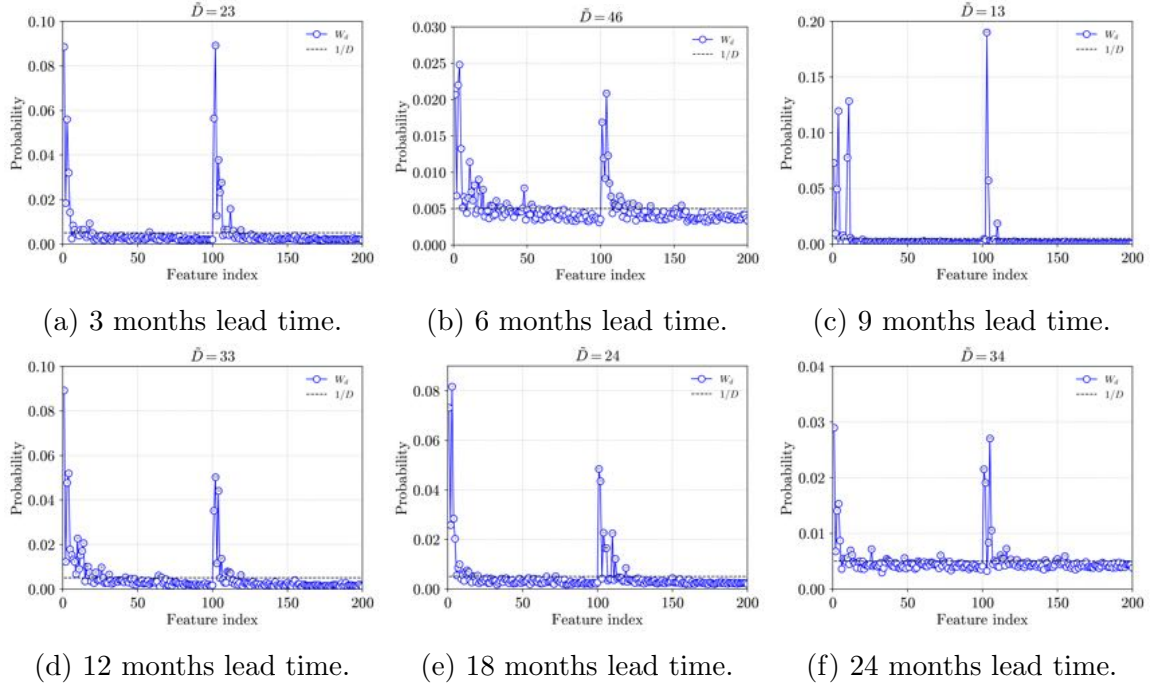 D̃ = 23
D̃ = 46
D̃ = 13
0.10
0.08
0.06
0.04
0.02
0.00
Probability
W_d
1/D
0 50 100 150 200
Feature index
0.030
0.025
0.020
0.015
0.010
0.005
0.000
Probability
W_d
1/D
0 50 100 150 200
Feature index
0.20
0.15
0.10
0.05
0.00
Probability
W_d
1/D
0 50 100 150 200
Feature index
(a) 3 months lead time.
(b) 6 months lead time.
(c) 9 months lead time.
D̃ = 33
D̃ = 24
D̃ = 34
0.10
0.08
0.06
0.04
0.02
0.00
Probability
W_d
1/D
0 50 100 150 200
Feature index
0.08
0.06
0.04
0.02
0.00
Probability
W_d
1/D
0 50 100 150 200
Feature index
0.04
0.03
0.02
0.01
0.00
Probability
W_d
1/D
0 50 100 150 200
Feature index
(d) 12 months lead time.
(e) 18 months lead time.
(f) 24 months lead time.